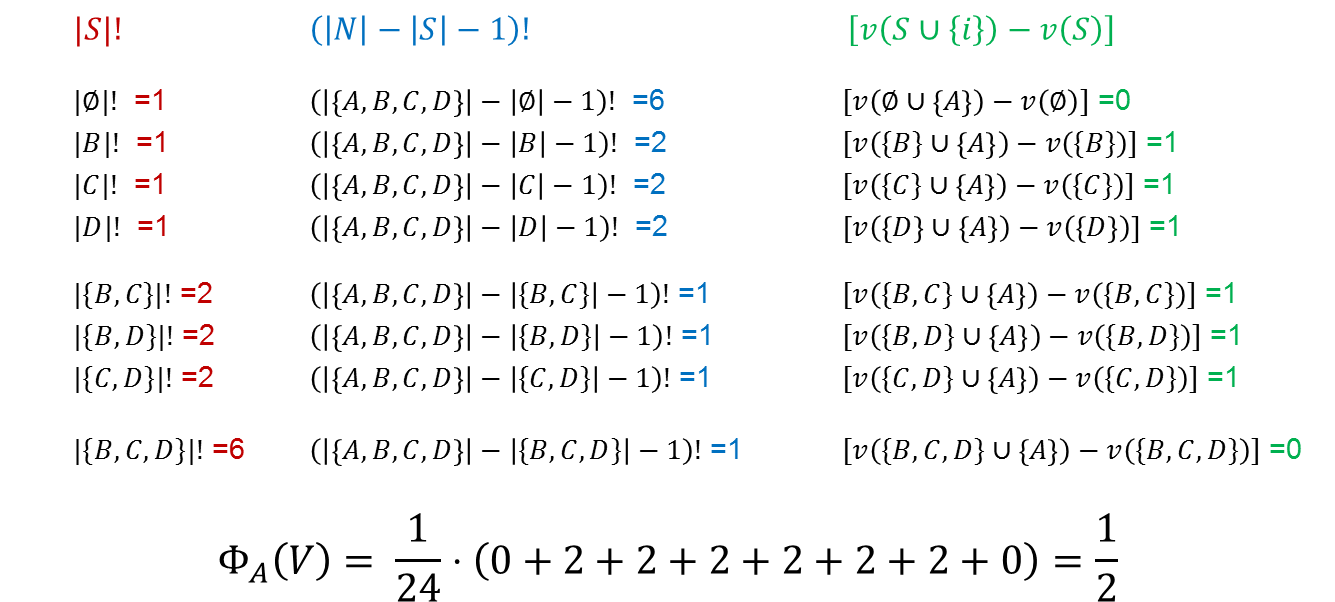 |S|! (|N| − |S| − 1)! [v(S ∪ {i}) − v(S)]
|∅|! =1 (|{A, B, C, D}| − |∅| − 1)! =6 [v(∅ ∪ {A}) − v(∅)] =0
|B|! =1 (|{A, B, C, D}| − |B| − 1)! =2 [v({B} ∪ {A}) − v({B})] =1
|C|! =1 (|{A, B, C, D}| − |C| − 1)! =2 [v({C} ∪ {A}) − v({C})] =1
|D|! =1 (|{A, B, C, D}| − |D| − 1)! =2 [v({D} ∪ {A}) − v({D})] =1
|{B, C}|! =2 (|{A, B, C, D}| − |{B, C}| − 1)! =1 [v({B, C} ∪ {A}) − v({B, C})] =1
|{B, D}|! =2 (|{A, B, C, D}| − |{B, D}| − 1)! =1 [v({B, D} ∪ {A}) − v({B, D})] =1
|{C, D}|! =2 (|{A, B, C, D}| − |{C, D}| − 1)! =1 [v({C, D} ∪ {A}) − v({C, D})] =1
|{B, C, D}|! =6 (|{A, B, C, D}| − |{B, C, D}| − 1)! =1 [v({B, C, D} ∪ {A}) − v({B, C, D})] =0
Φ_A(V) = 1/24 · (0 + 2 + 2 + 2 + 2 + 2 + 2 + 0) = 1/2